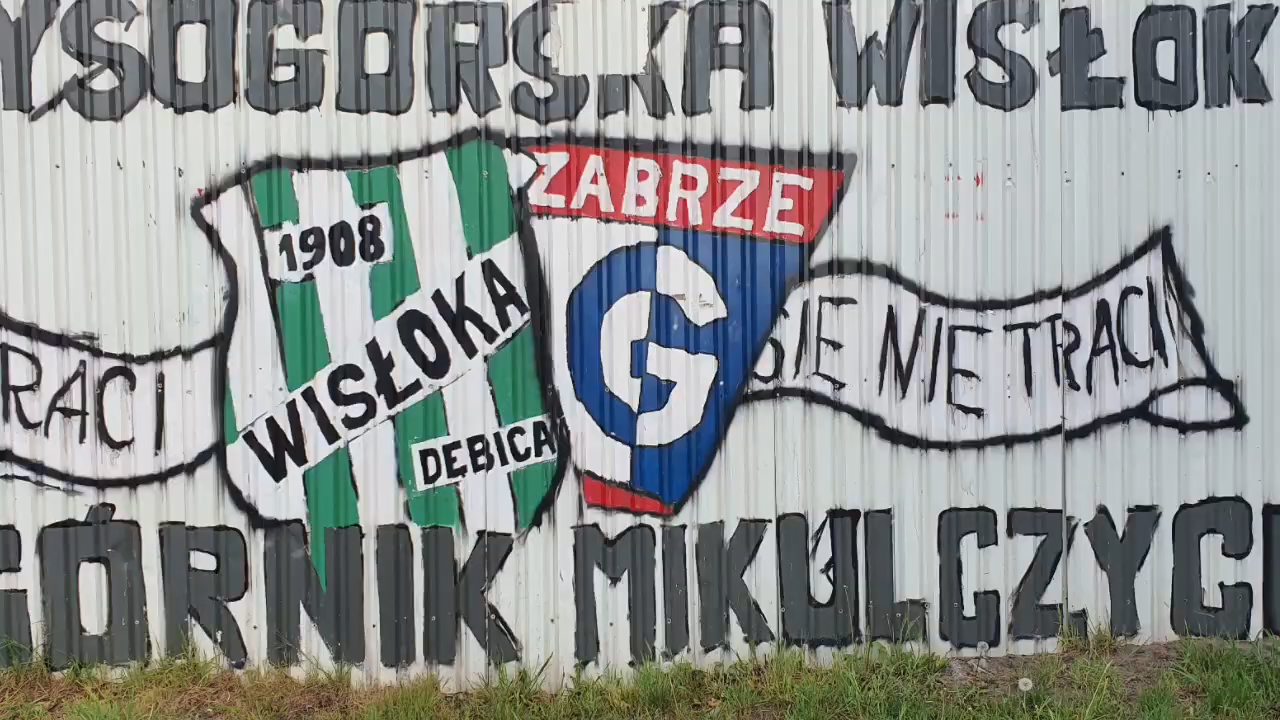 YSOGÓRSKA WISŁOK
ZABRZE
1908
WISŁOKA
DĘBICA
G
RACI
SIĘ NIE TRACI
GÓRNIK MIKULCZYC